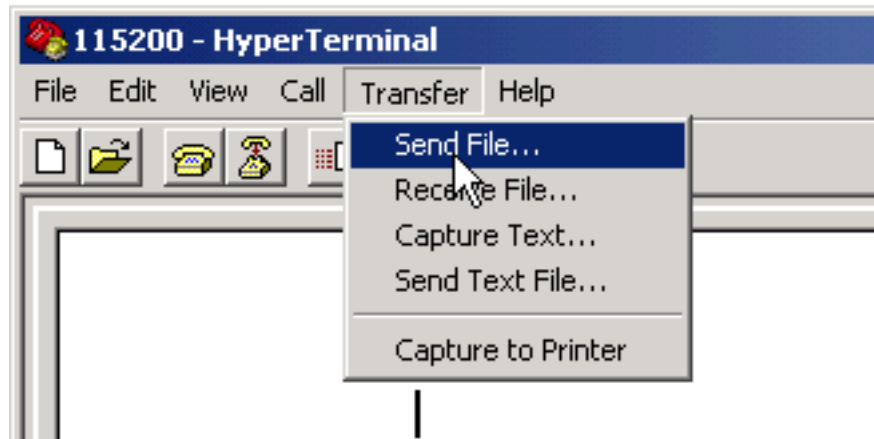 115200 - HyperTerminal
File Edit View Call Transfer Help
Send File...
Receive File...
Capture Text...
Send Text File...
Capture to Printer